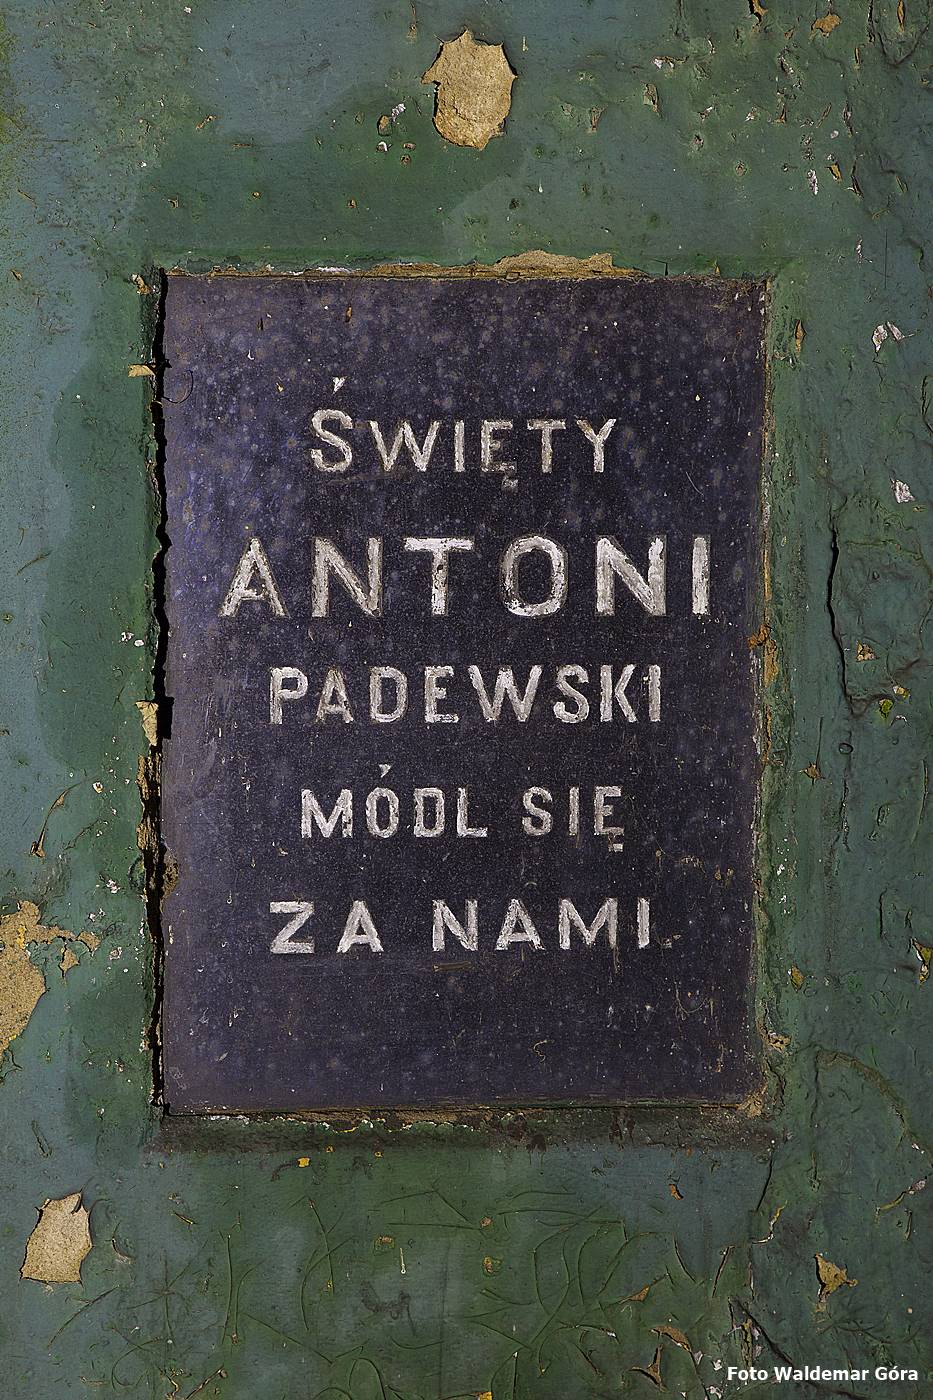 ŚWIĘTY
ANTONI
PADEWSKI
MÓDL SIĘ
ZA NAMI
Foto Waldemar Góra